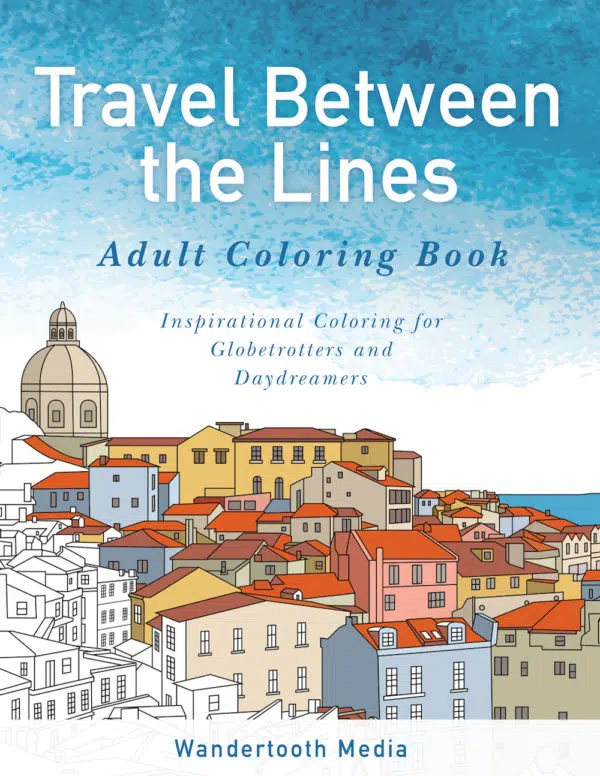 Travel Between
the Lines
Adult Coloring Book
Inspirational Coloring for
Globetrotters and
Daydreamers
Wandertooth Media